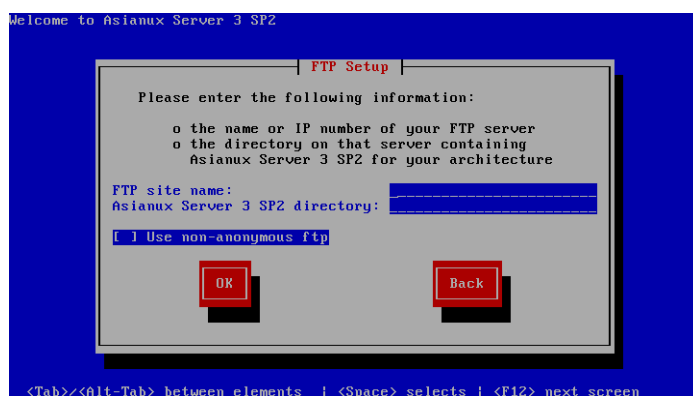 Welcome to Asianux Server 3 SP2
FTP Setup
Please enter the following information:
o the name or IP number of your FTP server
o the directory on that server containing
Asianux Server 3 SP2 for your architecture
FTP site name:
Asianux Server 3 SP2 directory:
[ ] Use non-anonymous ftp
OK Back
<Tab>/<Alt-Tab> between elements | <Space> selects | <F12> next screen